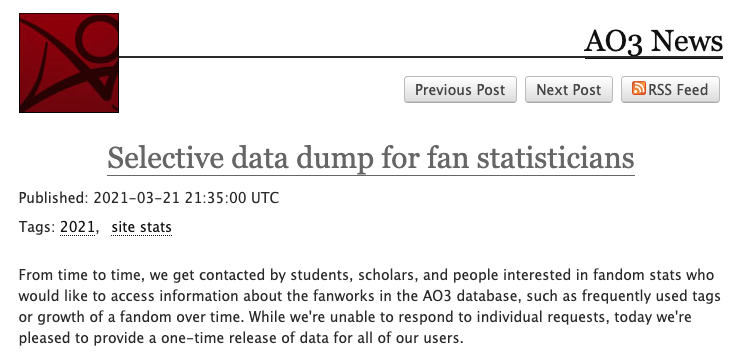 AO3 News
Previous Post
Next Post
RSS Feed
Selective data dump for fan statisticians
Published: 2021-03-21 21:35:00 UTC
Tags: 2021, site stats
From time to time, we get contacted by students, scholars, and people interested in fandom stats who
would like to access information about the fanworks in the AO3 database, such as frequently used tags
or growth of a fandom over time. While we're unable to respond to individual requests, today we're
pleased to provide a one-time release of data for all of our users.